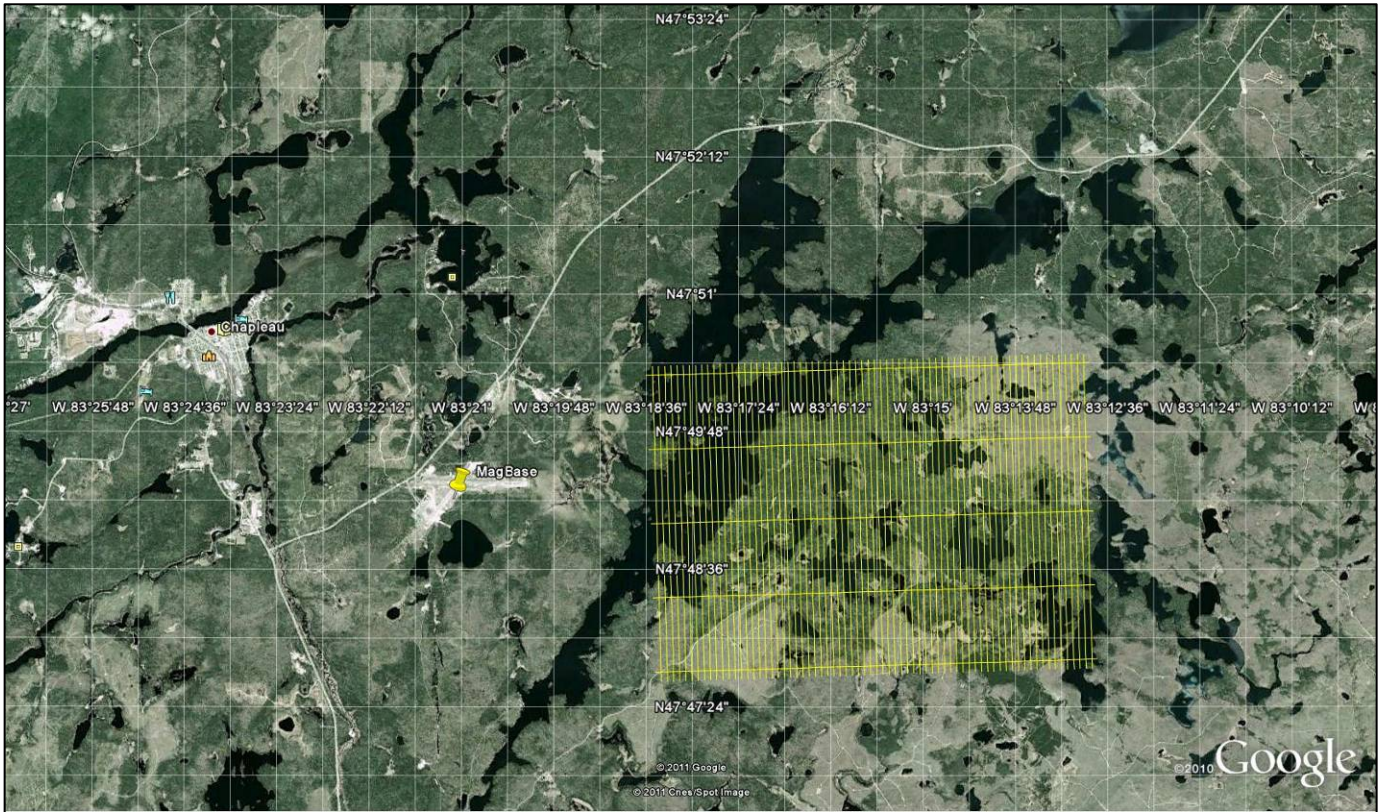 N47°53'24"
N47°52'12"
N47°51'
Chapleau
°27' W 83°25'48" W 83°24'36" W 83°23'24" W 83°22'12" W 83°21' W 83°19'48" W 83°18'36" W 83°17'24" W 83°16'12" W 83°15' W 83°13'48" W 83°12'36" W 83°11'24" W 83°10'12" W 8
N47°49'48"
MagBase
N47°48'36"
N47°47'24"
© 2011 Google
©2010 Google
© 2011 Cnes/Spot Image